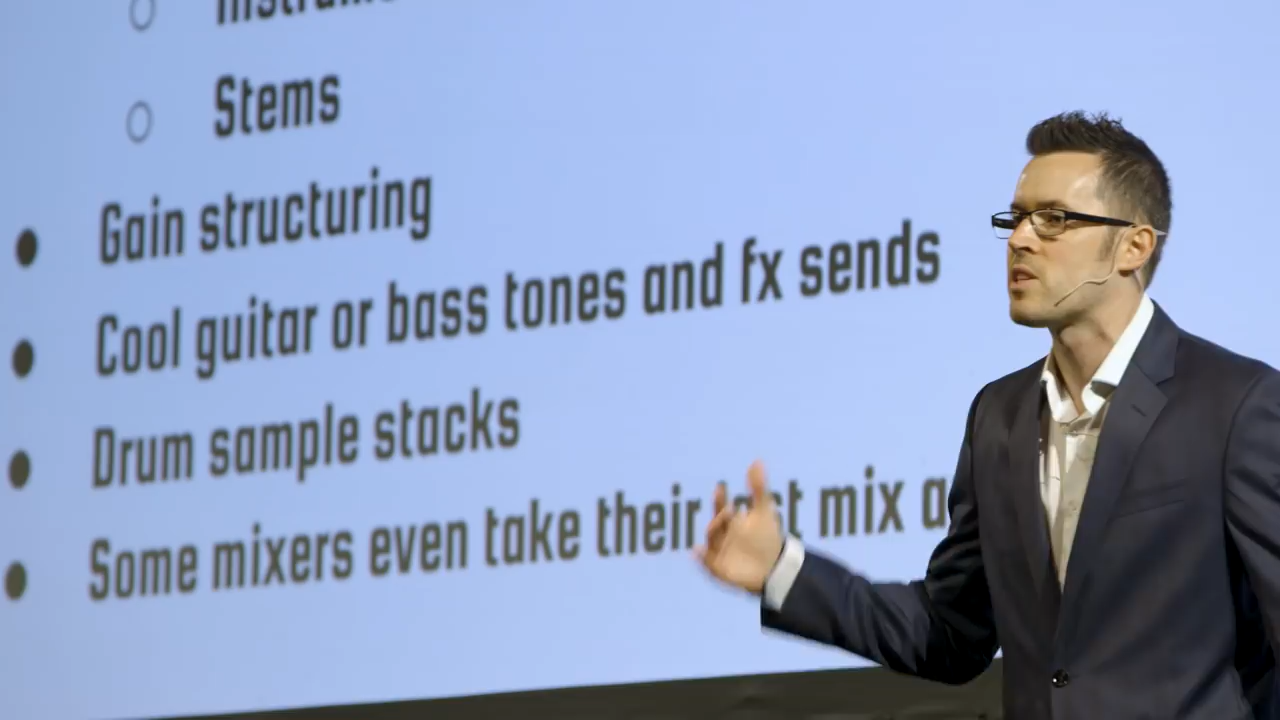 Stems
Gain structuring
Cool guitar or bass tones and fx sends
Drum sample stacks
Some mixers even take their last mix